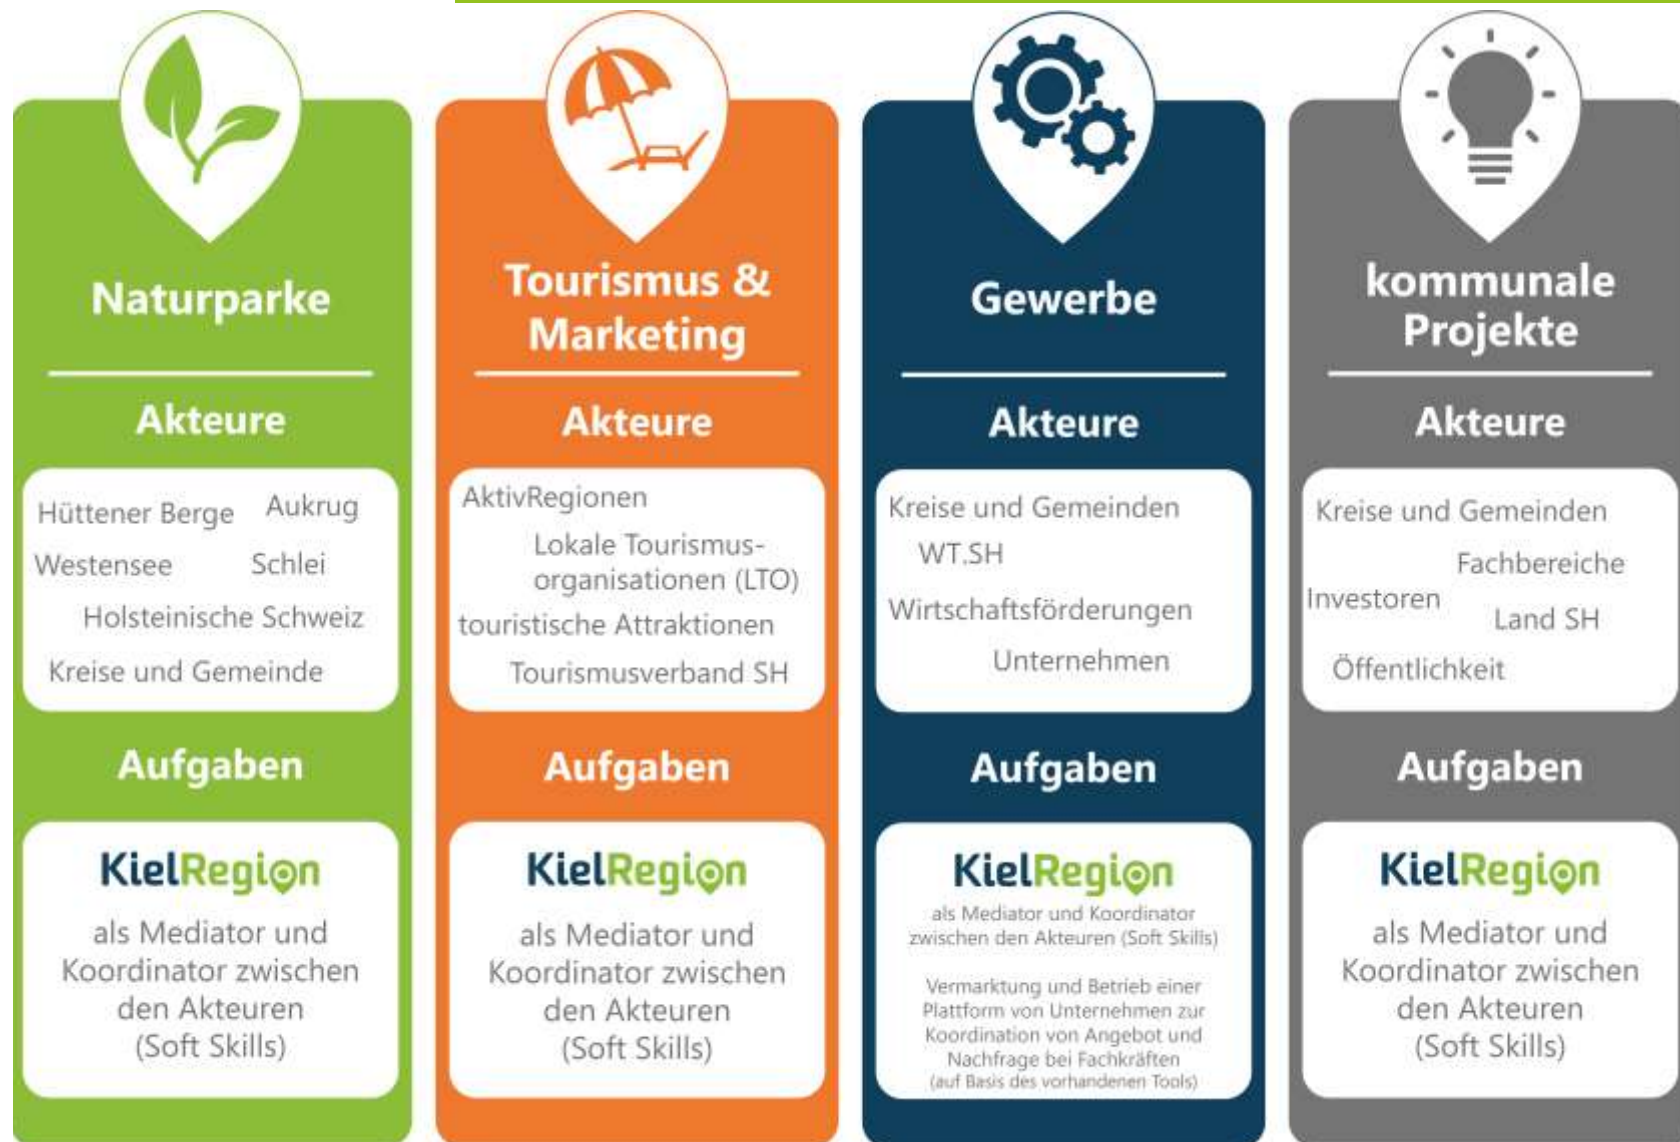 Naturparke
Akteure
Hüttener Berge
Aukrug
Westensee
Schlei
Holsteinische Schweiz
Kreise und Gemeinde
Aufgaben
KielRegion
als Mediator und
Koordinator zwischen
den Akteuren
(Soft Skills)
Tourismus &
Marketing
Akteure
AktivRegionen
Lokale Tourismus-
organisationen (LTO)
touristische Attraktionen
Tourismusverband SH
Aufgaben
KielRegion
als Mediator und
Koordinator zwischen
den Akteuren
(Soft Skills)
Gewerbe
Akteure
Kreise und Gemeinden
WT.SH
Wirtschaftsförderungen
Unternehmen
Aufgaben
KielRegion
als Mediator und Koordinator
zwischen den Akteuren (Soft Skills)
Vermarktung und Betrieb einer
Plattform von Unternehmen zur
Koordination von Angebot und
Nachfrage bei Fachkräften
(auf Basis des vorhandenen Tools)
kommunale
Projekte
Akteure
Kreise und Gemeinden
Fachbereiche
Investoren
Land SH
Öffentlichkeit
Aufgaben
KielRegion
als Mediator und
Koordinator zwischen
den Akteuren
(Soft Skills)